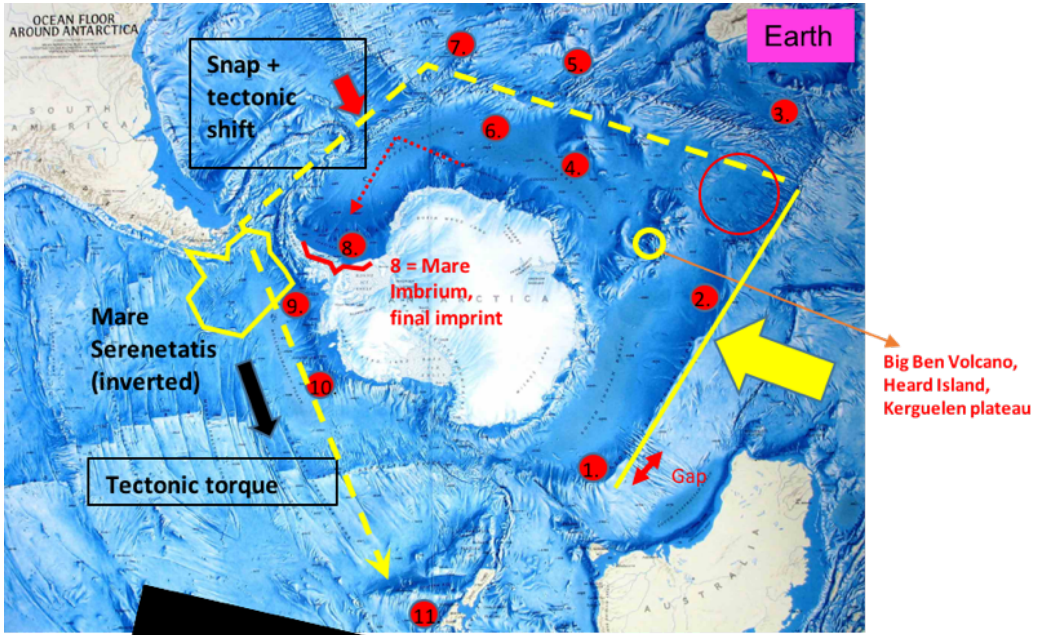 OCEAN FLOOR
AROUND ANTARCTICA
Earth
Snap +
tectonic
shift
7.
5.
3.
6.
4.
SOUTH
AMERICA
8.
8 = Mare
Imbrium,
final imprint
ANTARCTICA
2.
9.
Mare
Serenetatis
(inverted)
10
Big Ben Volcano,
Heard Island,
Kerguelen plateau
1.
Gap
Tectonic torque
AUSTRALIA
11